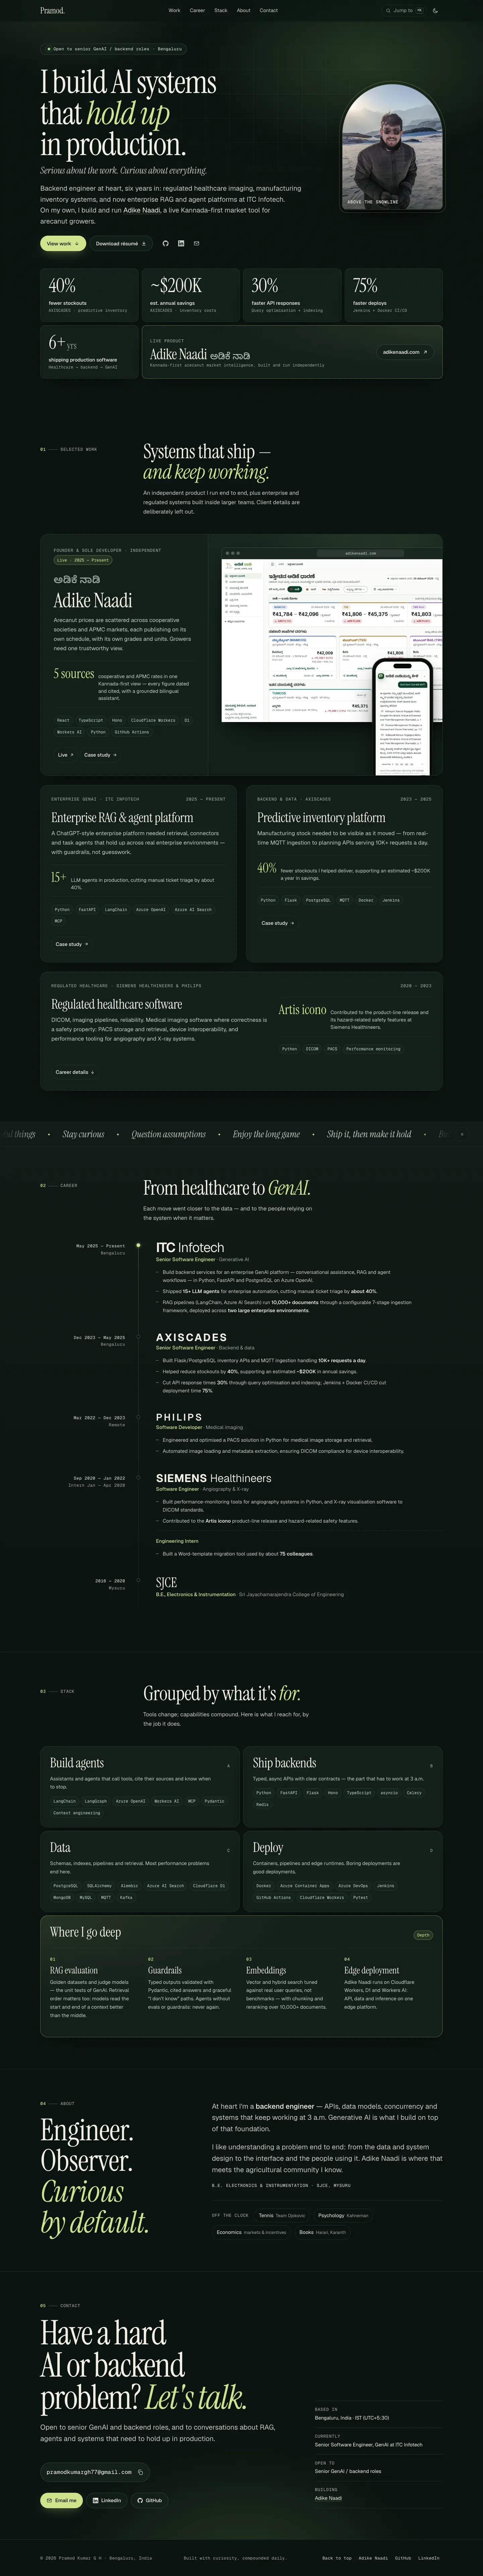 Pramod.
Work Career Stack About Contact
Jump to
Open to senior GenAI / backend roles · Bengaluru
I build AI systems
that hold up
in production.
Serious about the work. Curious about everything.
Backend engineer at heart, six years in: regulated healthcare imaging, manufacturing
inventory systems, and now enterprise RAG and agent platforms at ITC Infotech.
On my own, I build and run Adike Naadi, a live Kannada-first market tool for
arecanut growers.
View work ↓
Download résumé
ABOVE THE SNOWLINE
40%
fewer stockouts
AXISCADES · predictive inventory
~$200K
est. annual savings
AXISCADES · inventory costs
30%
faster API responses
Query optimisation + indexing
75%
faster deploys
Jenkins + Docker CI/CD
6+ yrs
shipping production software
Healthcare → backend → GenAI
LIVE PRODUCT
Adike Naadi ಅಡಿಕೆ ನಾಡಿ
Kannada-first arecanut market intelligence, built and run independently
adikenaadi.com ↗
01 SELECTED WORK
Systems that ship —
and keep working.
An independent product I run end to end, plus enterprise and
regulated systems built inside larger teams. Client details are
deliberately left out.
FOUNDER & SOLE DEVELOPER · INDEPENDENT
Live · 2025 — Present
ಅಡಿಕೆ ನಾಡಿ
Adike Naadi
Arecanut prices are scattered across cooperative
societies and APMC markets, each publishing on its
own schedule, with its own grades and units. Growers
need one trustworthy view.
5 sources
cooperative and APMC rates in one
Kannada-first view — every figure dated
and cited, with a grounded bilingual
assistant.
React TypeScript Hono Cloudflare Workers D1
Workers AI Python GitHub Actions
Live ↗ Case study →
adikenaadi.com
₹41,784 – ₹42,096
₹41,806 – ₹45,375
₹42,009
₹45,371
ENTERPRISE GENAI · ITC INFOTECH 2025 — PRESENT
Enterprise RAG & agent platform
A ChatGPT-style enterprise platform needed retrieval, connectors
and task agents that hold up across real enterprise environments —
with guardrails, not guesswork.
15+
LLM agents in production, cutting manual ticket triage by about
40%.
Python FastAPI LangChain Azure OpenAI Azure AI Search
MCP
Case study ↗
BACKEND & DATA · AXISCADES 2023 — 2025
Predictive inventory platform
Manufacturing stock needed to be visible as it moved — from real-
time MQTT ingestion to planning APIs serving 10K+ requests a day.
40%
fewer stockouts I helped deliver, supporting an estimated ~$200K
a year in savings.
Python Flask PostgreSQL MQTT Docker Jenkins
Case study →
REGULATED HEALTHCARE · SIEMENS HEALTHINEERS & PHILIPS 2020 — 2023
Regulated healthcare software
DICOM, imaging pipelines, reliability. Medical imaging software where correctness is
a safety property: PACS storage and retrieval, device interoperability, and
performance tooling for angiography and X-ray systems.
Artis icono
Contributed to the product-line release and
its hazard-related safety features at
Siemens Healthineers.
Python DICOM PACS Performance monitoring
Career details ↓
things Stay curious Question assumptions Enjoy the long game Ship it, then make it hold
02 CAREER
From healthcare to GenAI.
Each move went closer to the data — and to the people relying on
the system when it matters.
May 2025 — Present
Bengaluru
ITC Infotech
Senior Software Engineer · Generative AI
– Build backend services for an enterprise GenAI platform — conversational assistance, RAG and agent
workflows — in Python, FastAPI and PostgreSQL on Azure OpenAI.
– Shipped 15+ LLM agents for enterprise automation, cutting manual ticket triage by about 40%.
– RAG pipelines (LangChain, Azure AI Search) run 10,000+ documents through a configurable 7-stage ingestion
framework, deployed across two large enterprise environments.
Dec 2023 — May 2025
Bengaluru
AXISCADES
Senior Software Engineer · Backend & data
– Built Flask/PostgreSQL inventory APIs and MQTT ingestion handling 10K+ requests a day.
– Helped reduce stockouts by 40%, supporting an estimated ~$200K in annual savings.
– Cut API response times 30% through query optimisation and indexing; Jenkins + Docker CI/CD cut
deployment time 75%.
Mar 2022 — Dec 2023
Remote
PHILIPS
Software Developer · Medical imaging
– Engineered and optimised a PACS solution in Python for medical image storage and retrieval.
– Automated image loading and metadata extraction, ensuring DICOM compliance for device interoperability.
Sep 2020 — Jan 2022
Intern Jan — Apr 2020
SIEMENS Healthineers
Software Engineer · Angiography & X-ray
– Built performance-monitoring tools for angiography systems in Python, and X-ray visualisation software to
DICOM standards.
– Contributed to the Artis icono product-line release and hazard-related safety features.
Engineering Intern
– Built a Word-template migration tool used by about 75 colleagues.
2016 — 2020
Mysuru
SJCE
B.E., Electronics & Instrumentation · Sri Jayachamarajendra College of Engineering
03 STACK
Grouped by what it's for.
Tools change; capabilities compound. Here is what I reach for, by
the job it does.
Build agents A
Assistants and agents that call tools, cite their sources and know when
to stop.
LangChain LangGraph Azure OpenAI Workers AI MCP Pydantic
Context engineering
Ship backends B
Typed, async APIs with clear contracts — the part that has to work at 3 a.m.
Python FastAPI Flask Hono TypeScript asyncio Celery
Redis
Data C
Schemas, indexes, pipelines and retrieval. Most performance problems
end here.
PostgreSQL SQLAlchemy Alembic Azure AI Search Cloudflare D1
MongoDB MySQL MQTT Kafka
Deploy D
Containers, pipelines and edge runtimes. Boring deployments are
good deployments.
Docker Azure Container Apps Azure DevOps Jenkins
GitHub Actions Cloudflare Workers Pytest
Where I go deep Depth
01
RAG evaluation
Golden datasets and judge models
— the unit tests of GenAI. Retrieval
order matters too: models read the
start and end of a context better
than the middle.
02
Guardrails
Typed outputs validated with
Pydantic, cited answers and graceful
"I don't know" paths. Agents without
evals or guardrails: never again.
03
Embeddings
Vector and hybrid search tuned
against real user queries, not
benchmarks — with chunking and
reranking over 10,000+ documents.
04
Edge deployment
Adike Naadi runs on Cloudflare
Workers, D1 and Workers AI:
API, data and inference on one
edge platform.
04 ABOUT
Engineer.
Observer.
Curious
by default.
At heart I'm a backend engineer — APIs, data models, concurrency and
systems that keep working at 3 a.m. Generative AI is what I build on top
of that foundation.
I like understanding a problem end to end: from the data and system
design to the interface and the people using it. Adike Naadi is where that
meets the agricultural community I know.
B.E. ELECTRONICS & INSTRUMENTATION · SJCE, MYSURU
OFF THE CLOCK Tennis Team Djokovic Psychology Kahneman
Economics markets & incentives Books Harari, Karanth
05 CONTACT
Have a hard
AI or backend
problem? Let's talk.
Open to senior GenAI and backend roles, and to conversations about RAG,
agents and systems that need to hold up in production.
pramodkumargh77@gmail.com
Email me LinkedIn GitHub
BASED IN
Bengaluru, India · IST (UTC+5:30)
CURRENTLY
Senior Software Engineer, GenAI at ITC Infotech
OPEN TO
Senior GenAI / backend roles
BUILDING
Adike Naadi
© 2026 Pramod Kumar G H · Bengaluru, India
Built with curiosity, compounded daily.
Back to top Adike Naadi GitHub LinkedIn